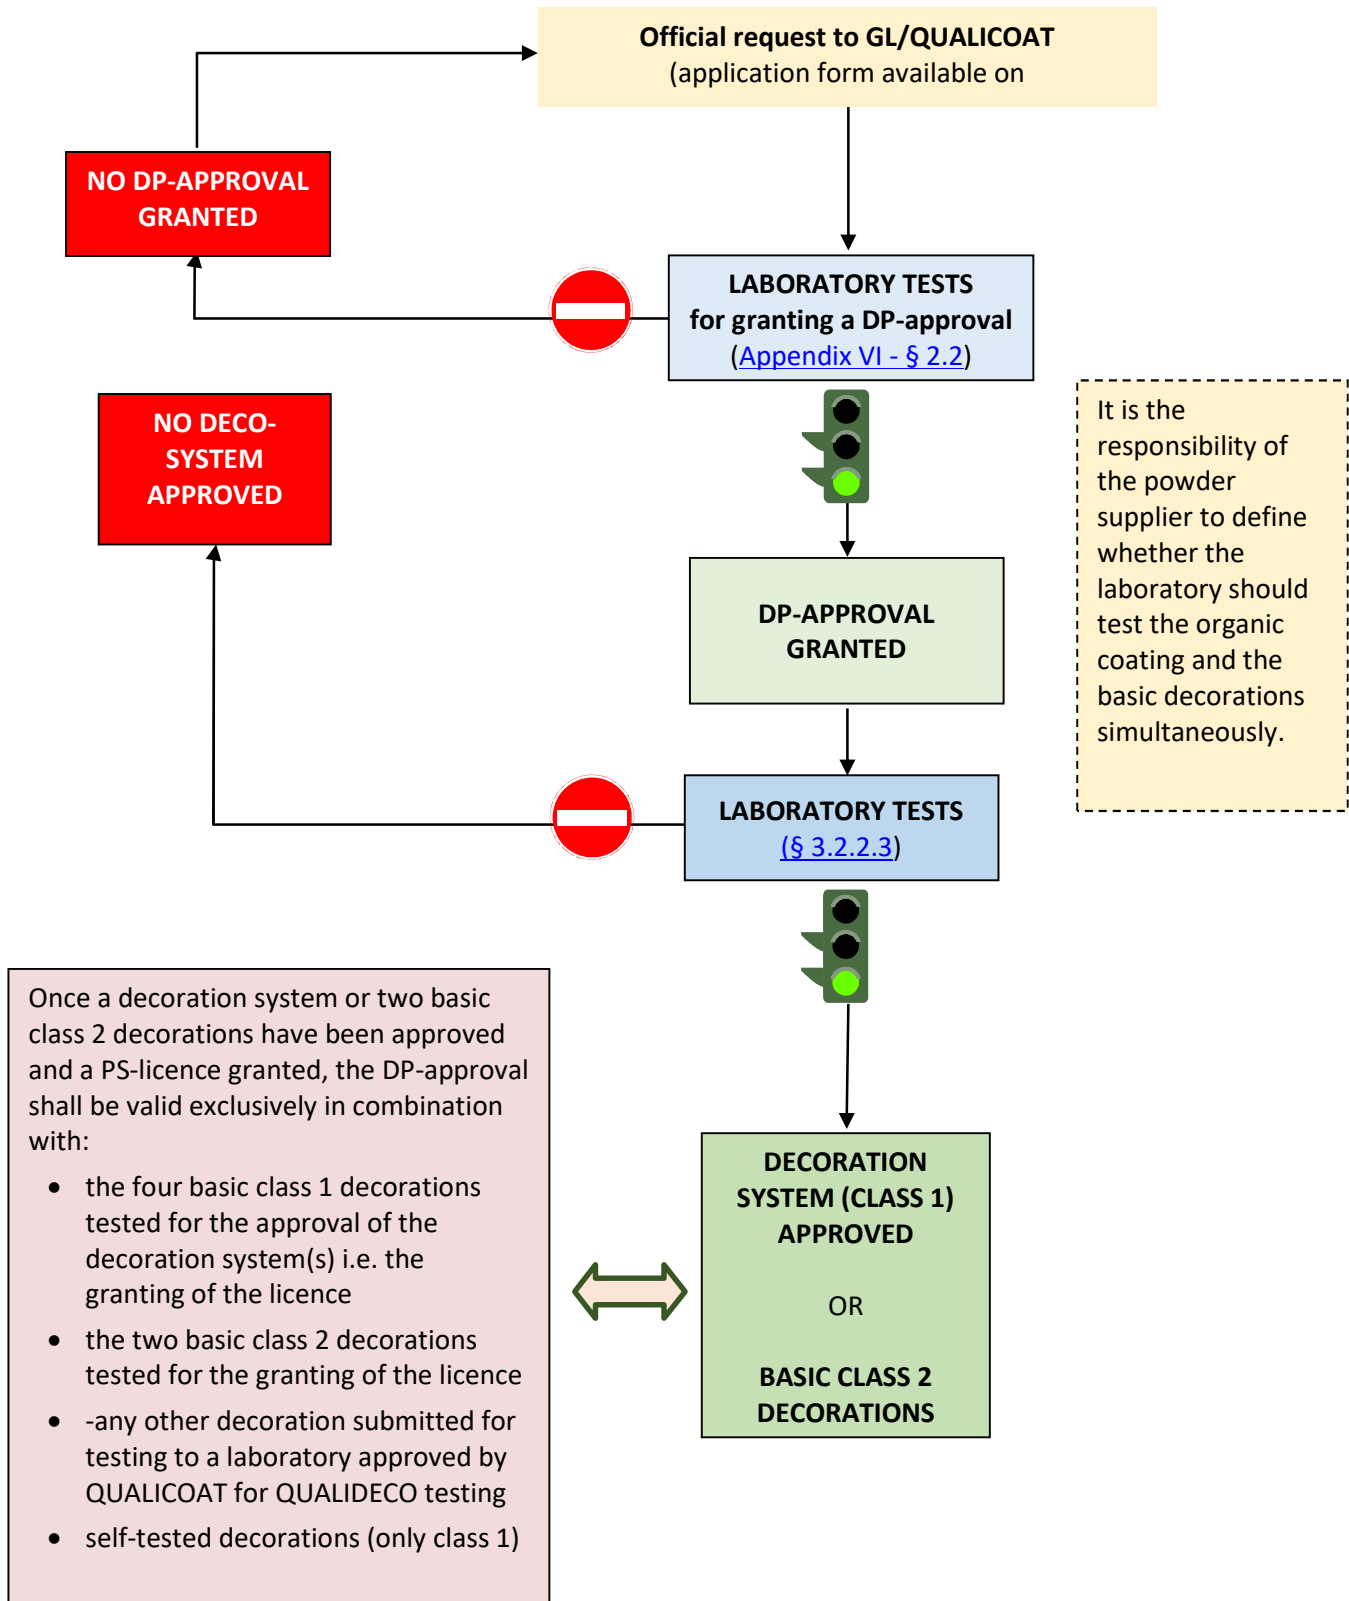 Official request to GL/QUALICOAT
(application form available on
NO DP-APPROVAL
GRANTED
LABORATORY TESTS
for granting a DP-approval
(Appendix VI - § 2.2)
NO DECO-
SYSTEM
APPROVED
It is the
responsibility of
the powder
supplier to define
whether the
laboratory should
test the organic
coating and the
basic decorations
simultaneously.
DP-APPROVAL
GRANTED
LABORATORY TESTS
(§ 3.2.2.3)
Once a decoration system or two basic
class 2 decorations have been approved
and a PS-licence granted, the DP-approval
shall be valid exclusively in combination
with:
• the four basic class 1 decorations
tested for the approval of the
decoration system(s) i.e. the
granting of the licence
• the two basic class 2 decorations
tested for the granting of the licence
• -any other decoration submitted for
testing to a laboratory approved by
QUALICOAT for QUALIDECO testing
• self-tested decorations (only class 1)
DECORATION
SYSTEM (CLASS 1)
APPROVED
OR
BASIC CLASS 2
DECORATIONS